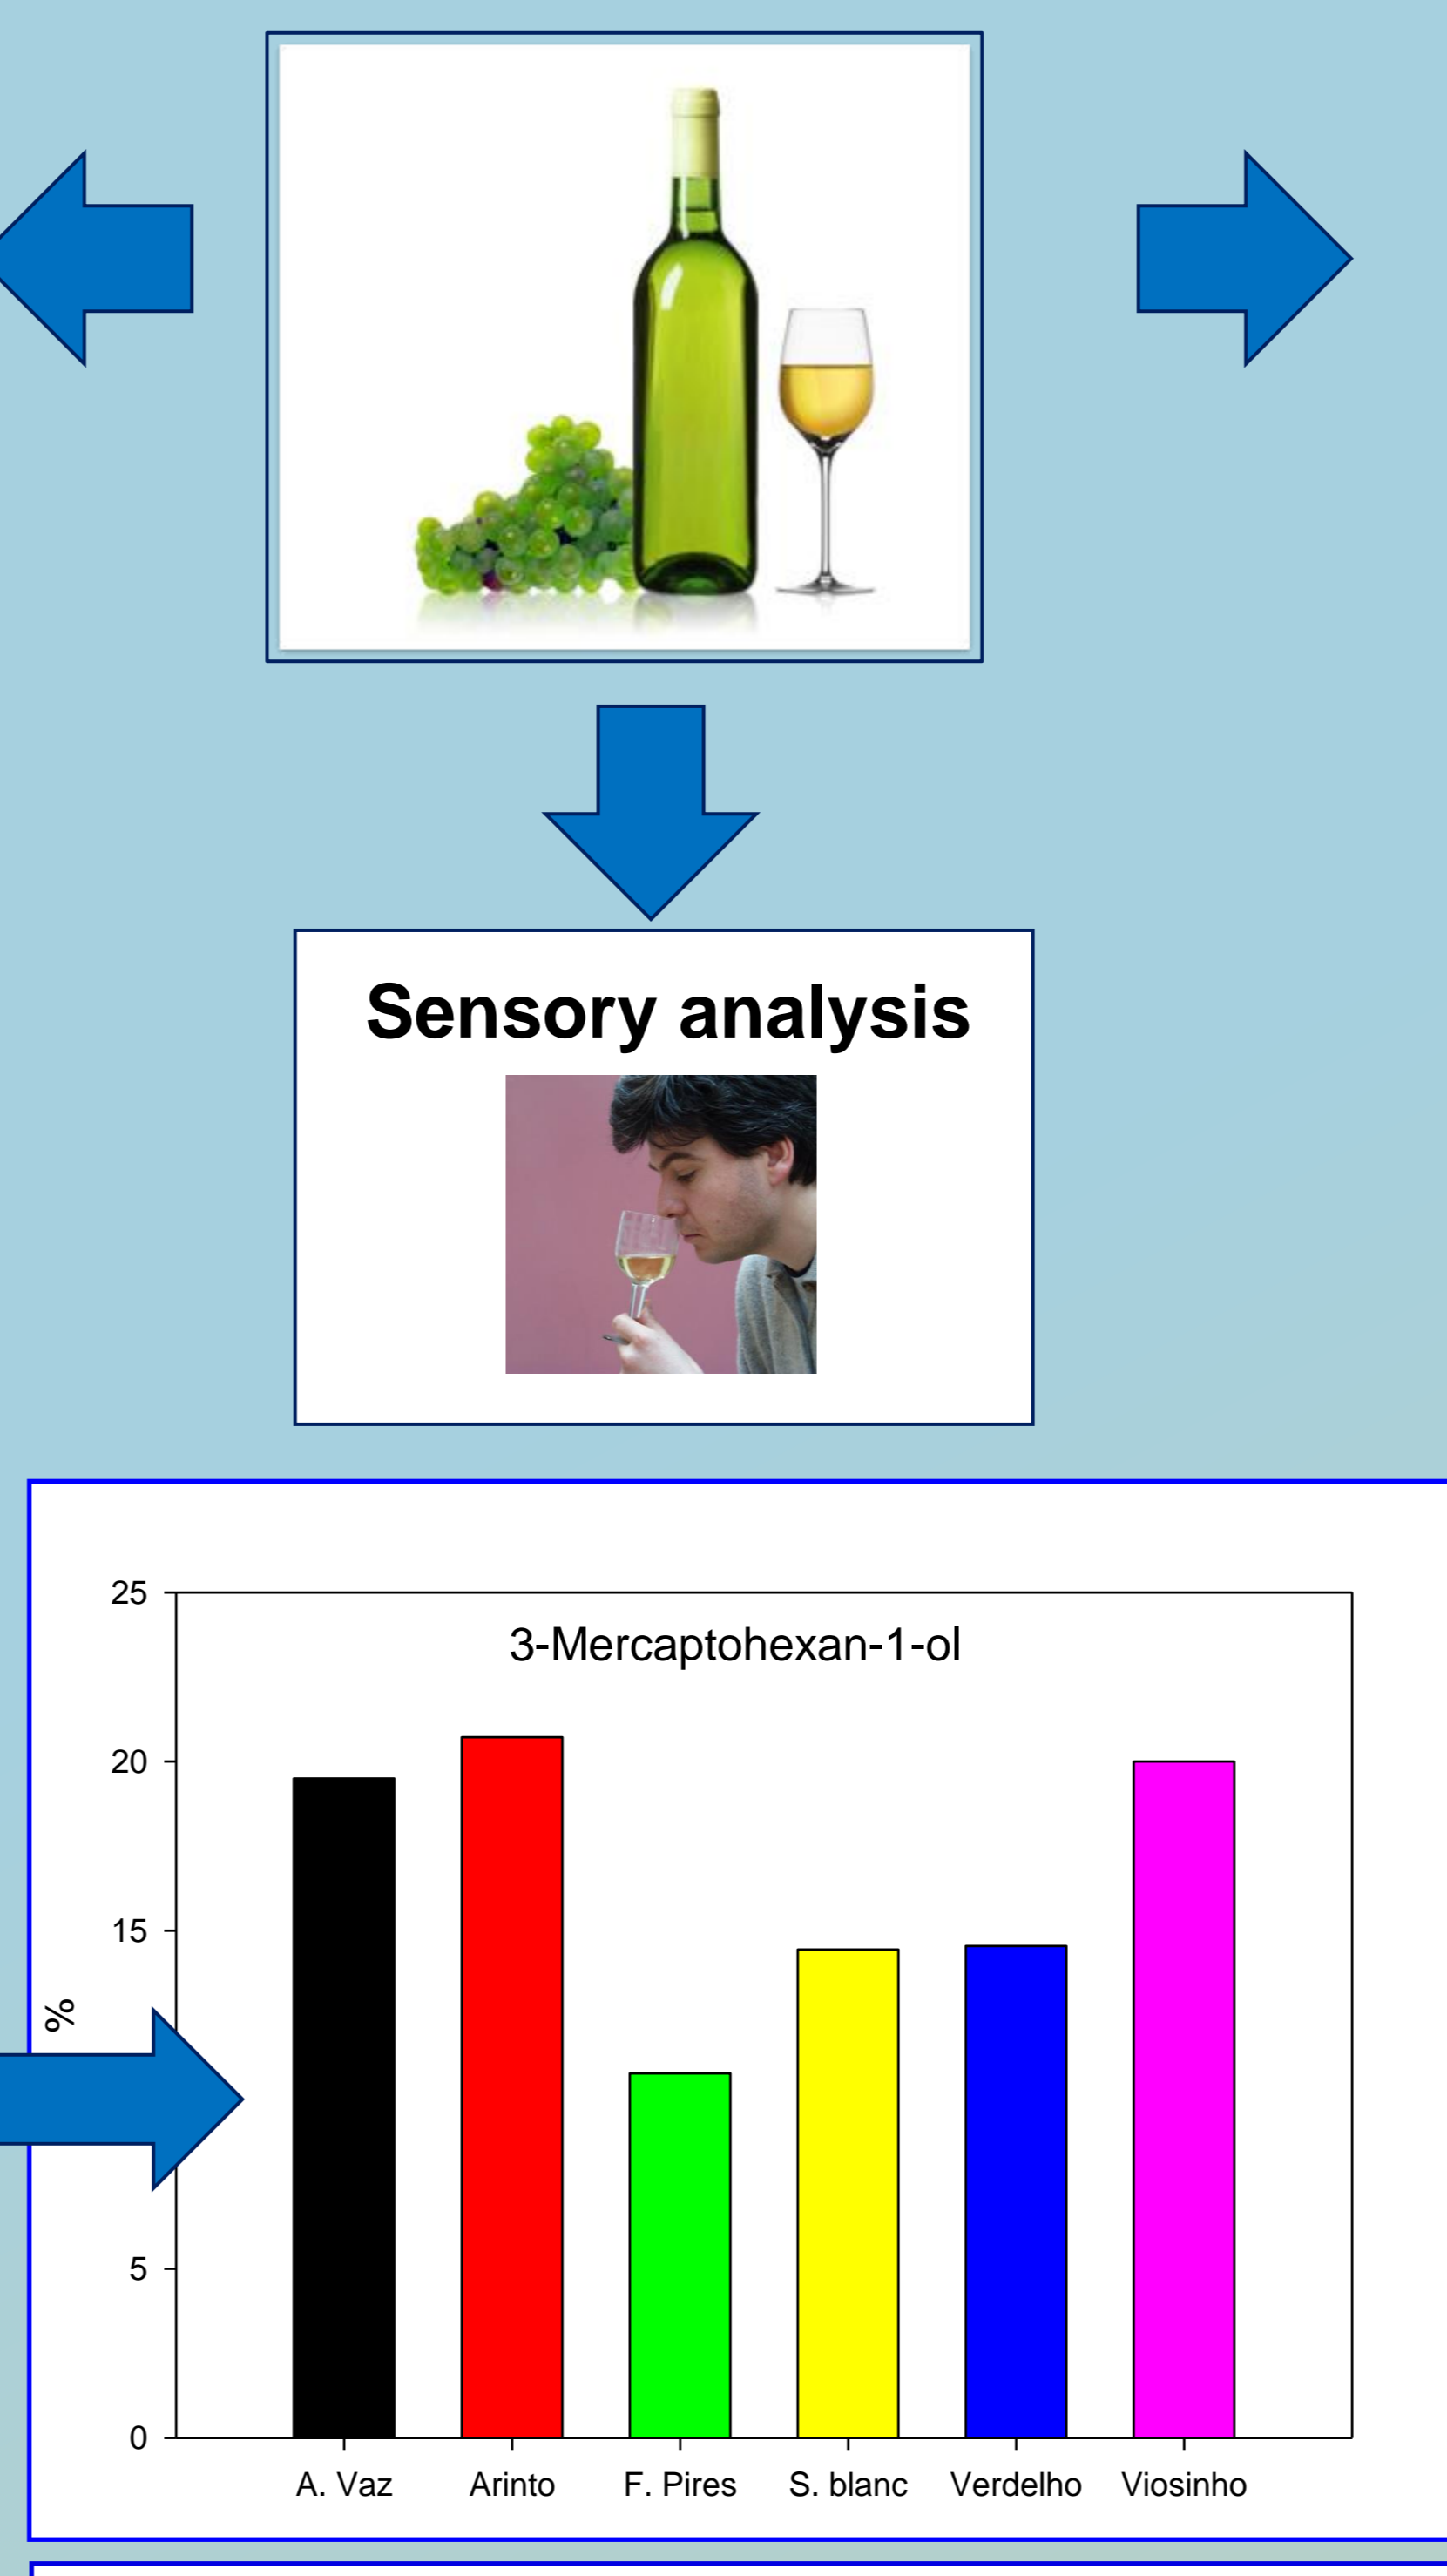 Sensory analysis
25
3-Mercaptohexan-1-ol
20
15
%
5
0
A. Vaz Arinto F. Pires S. blanc Verdelho Viosinho